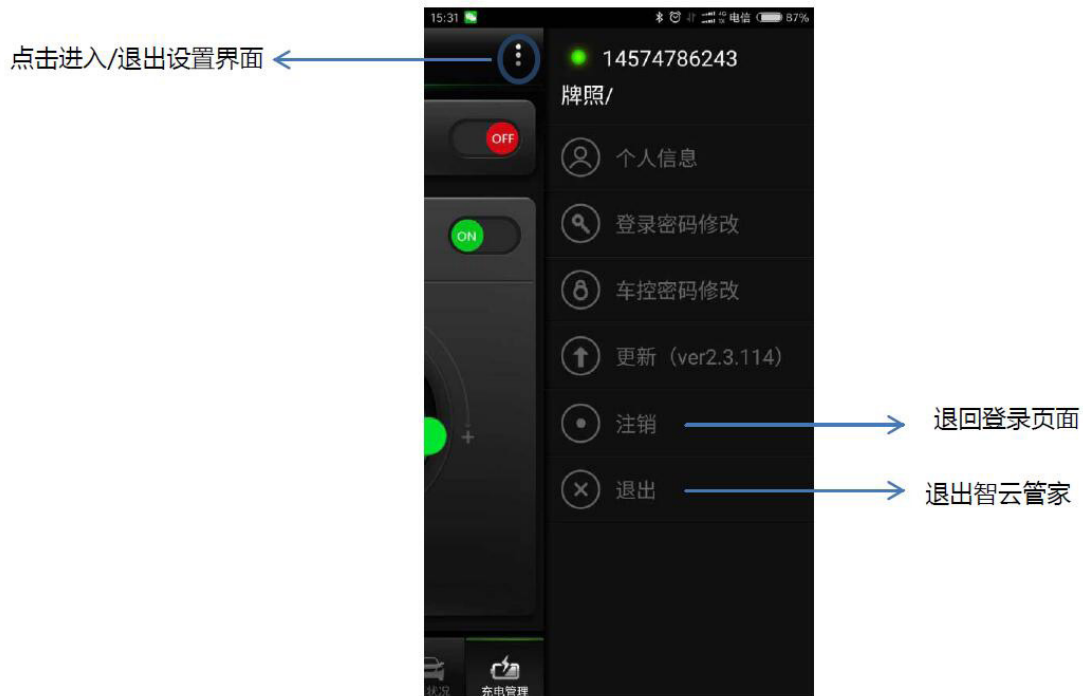 15:31
电信 87%
点击进入/退出设置界面
14574786243
牌照/
OFF
个人信息
ON
登录密码修改
车控密码修改
更新（ver2.3.114）
注销
退回登录页面
退出
退出智云管家
状况
充电管理